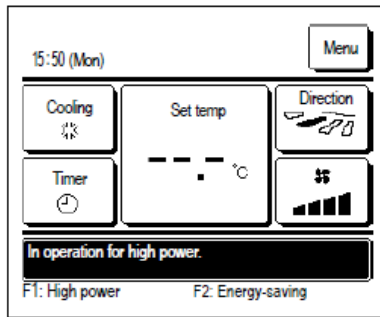 15:50 (Mon)
Menu
Cooling
Set temp
Direction
--.-°C
Timer
In operation for high power.
F1: High power
F2: Energy-saving